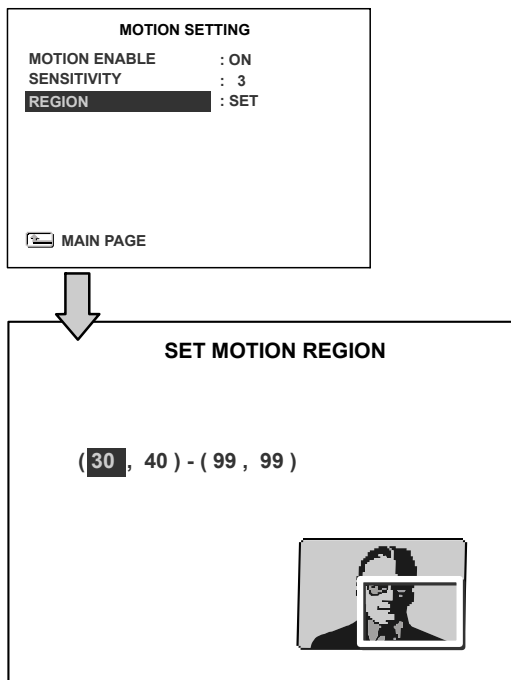 MOTION SETTING
MOTION ENABLE : ON
SENSITIVITY : 3
REGION : SET
MAIN PAGE
SET MOTION REGION
( 30 , 40 ) - ( 99 , 99 )